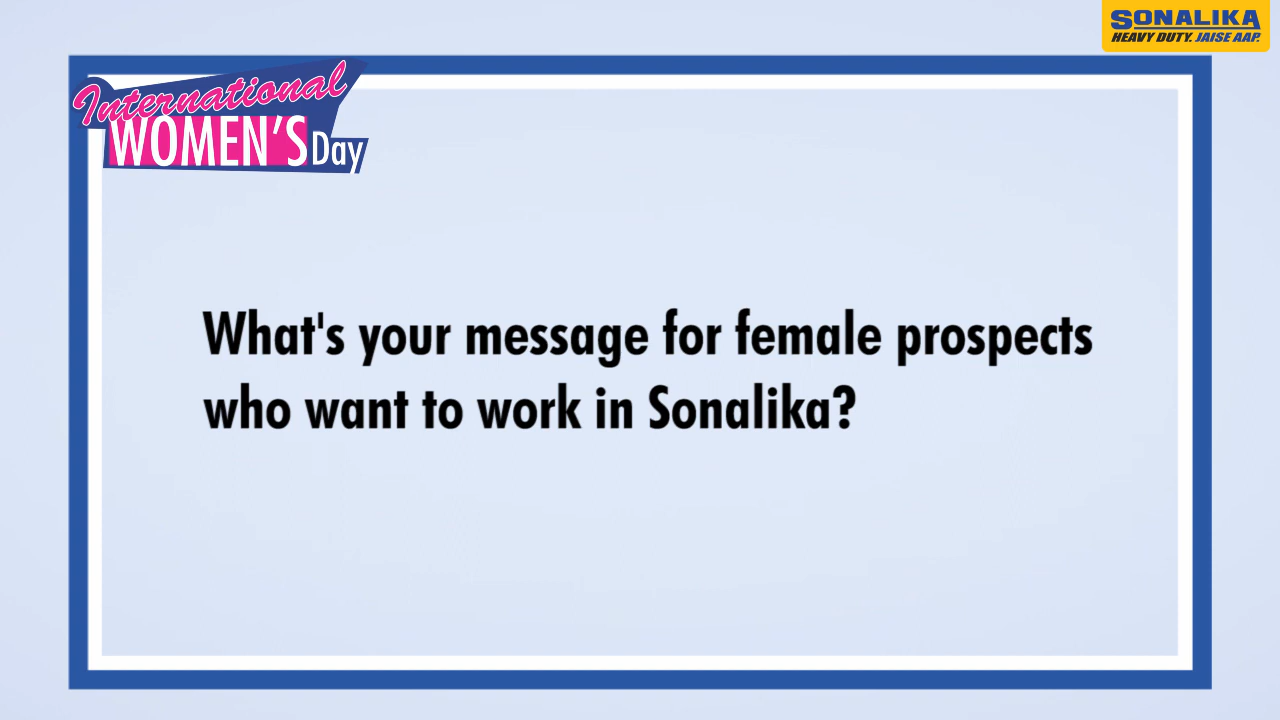 SONALIKA
HEAVY DUTY. JAISE AAP.
International
WOMEN'S Day
What's your message for female prospects
who want to work in Sonalika?